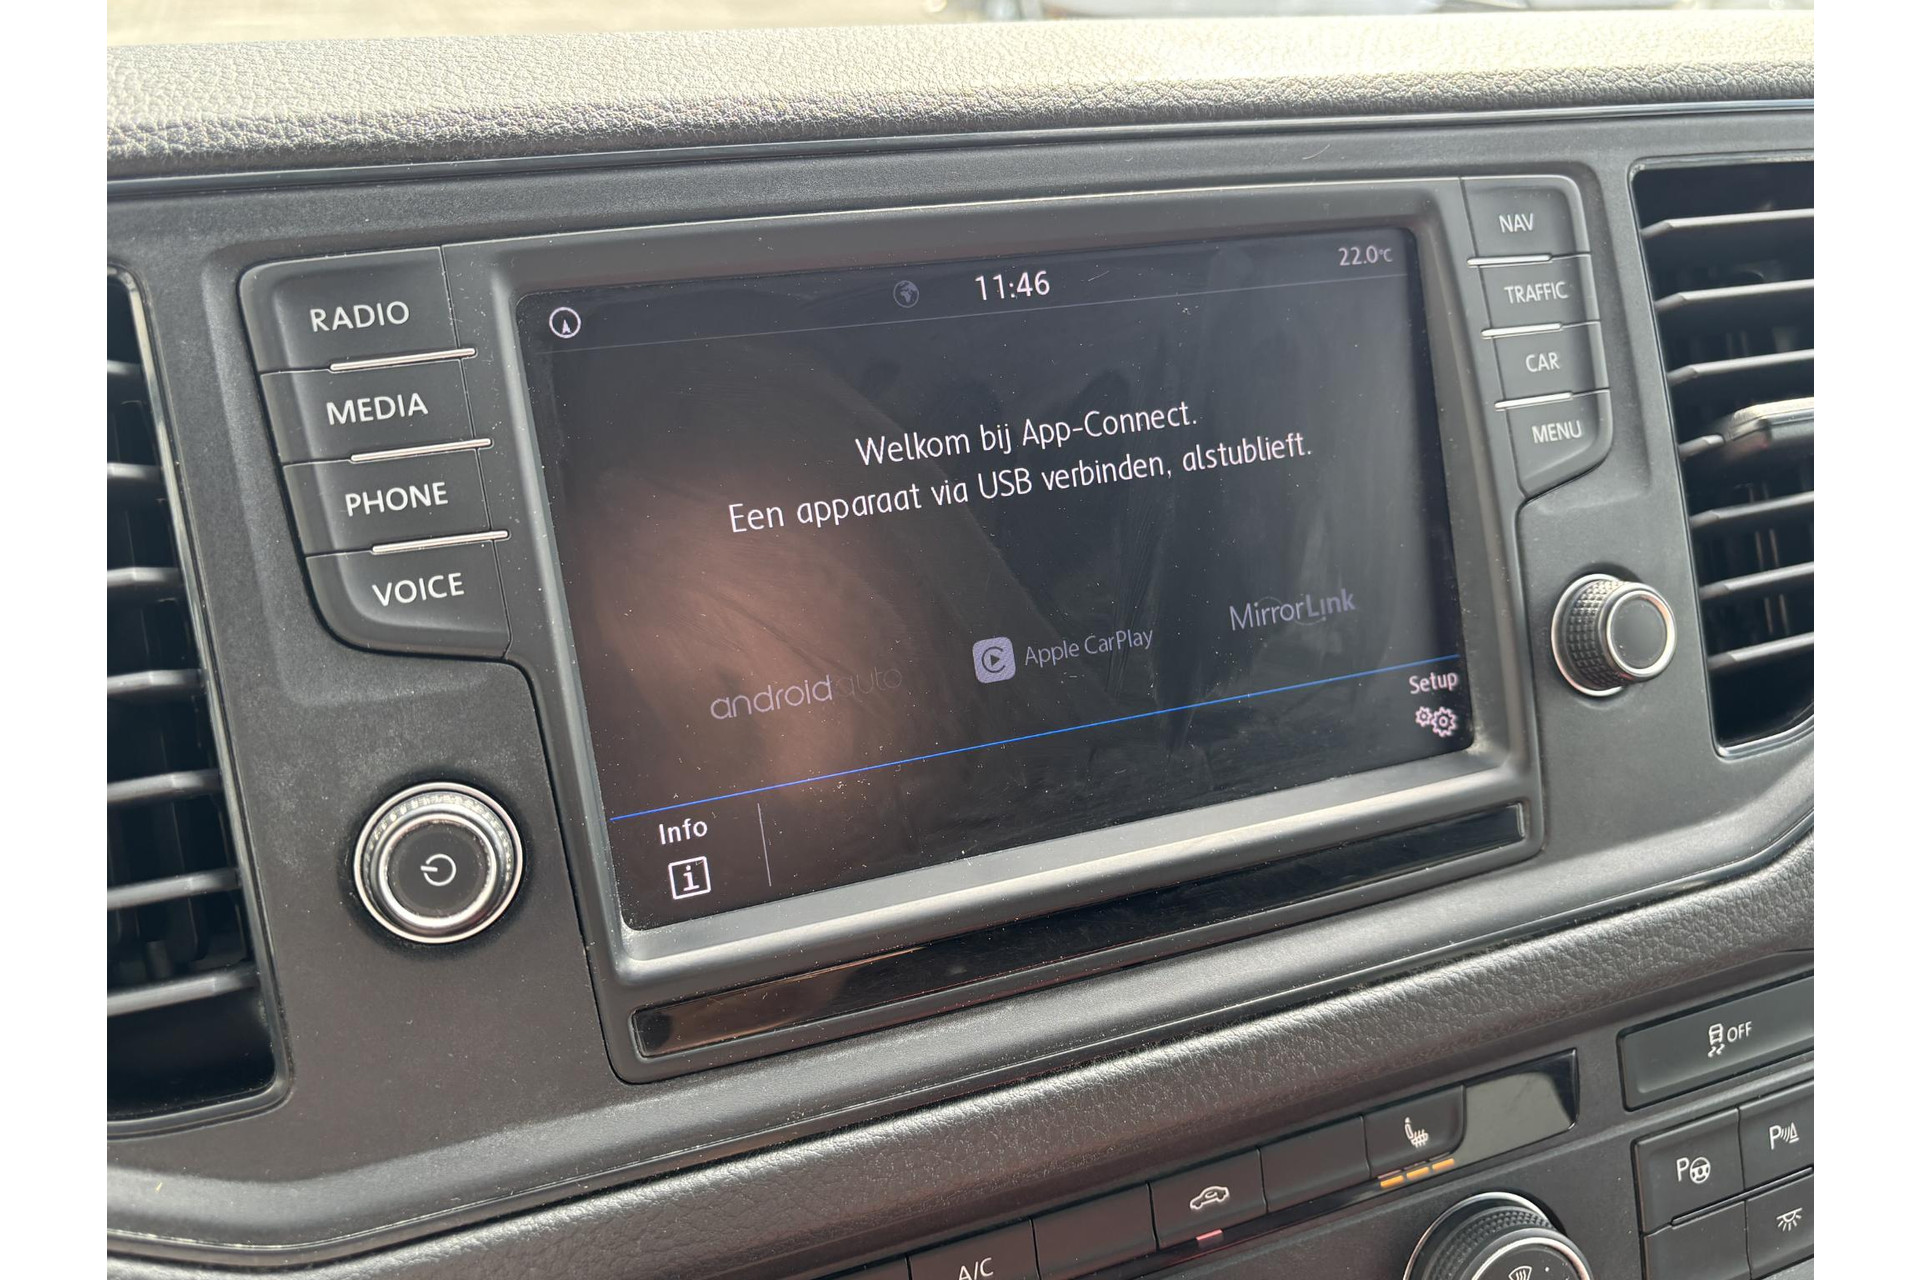 RADIO
MEDIA
PHONE
VOICE
11:46
22.0°C
Welkom bij App-Connect.
Een apparaat via USB verbinden, alstublieft.
androidauto
Apple CarPlay
MirrorLink
Setup
Info
i
NAV
TRAFFIC
CAR
MENU
OFF
P
P
A/C